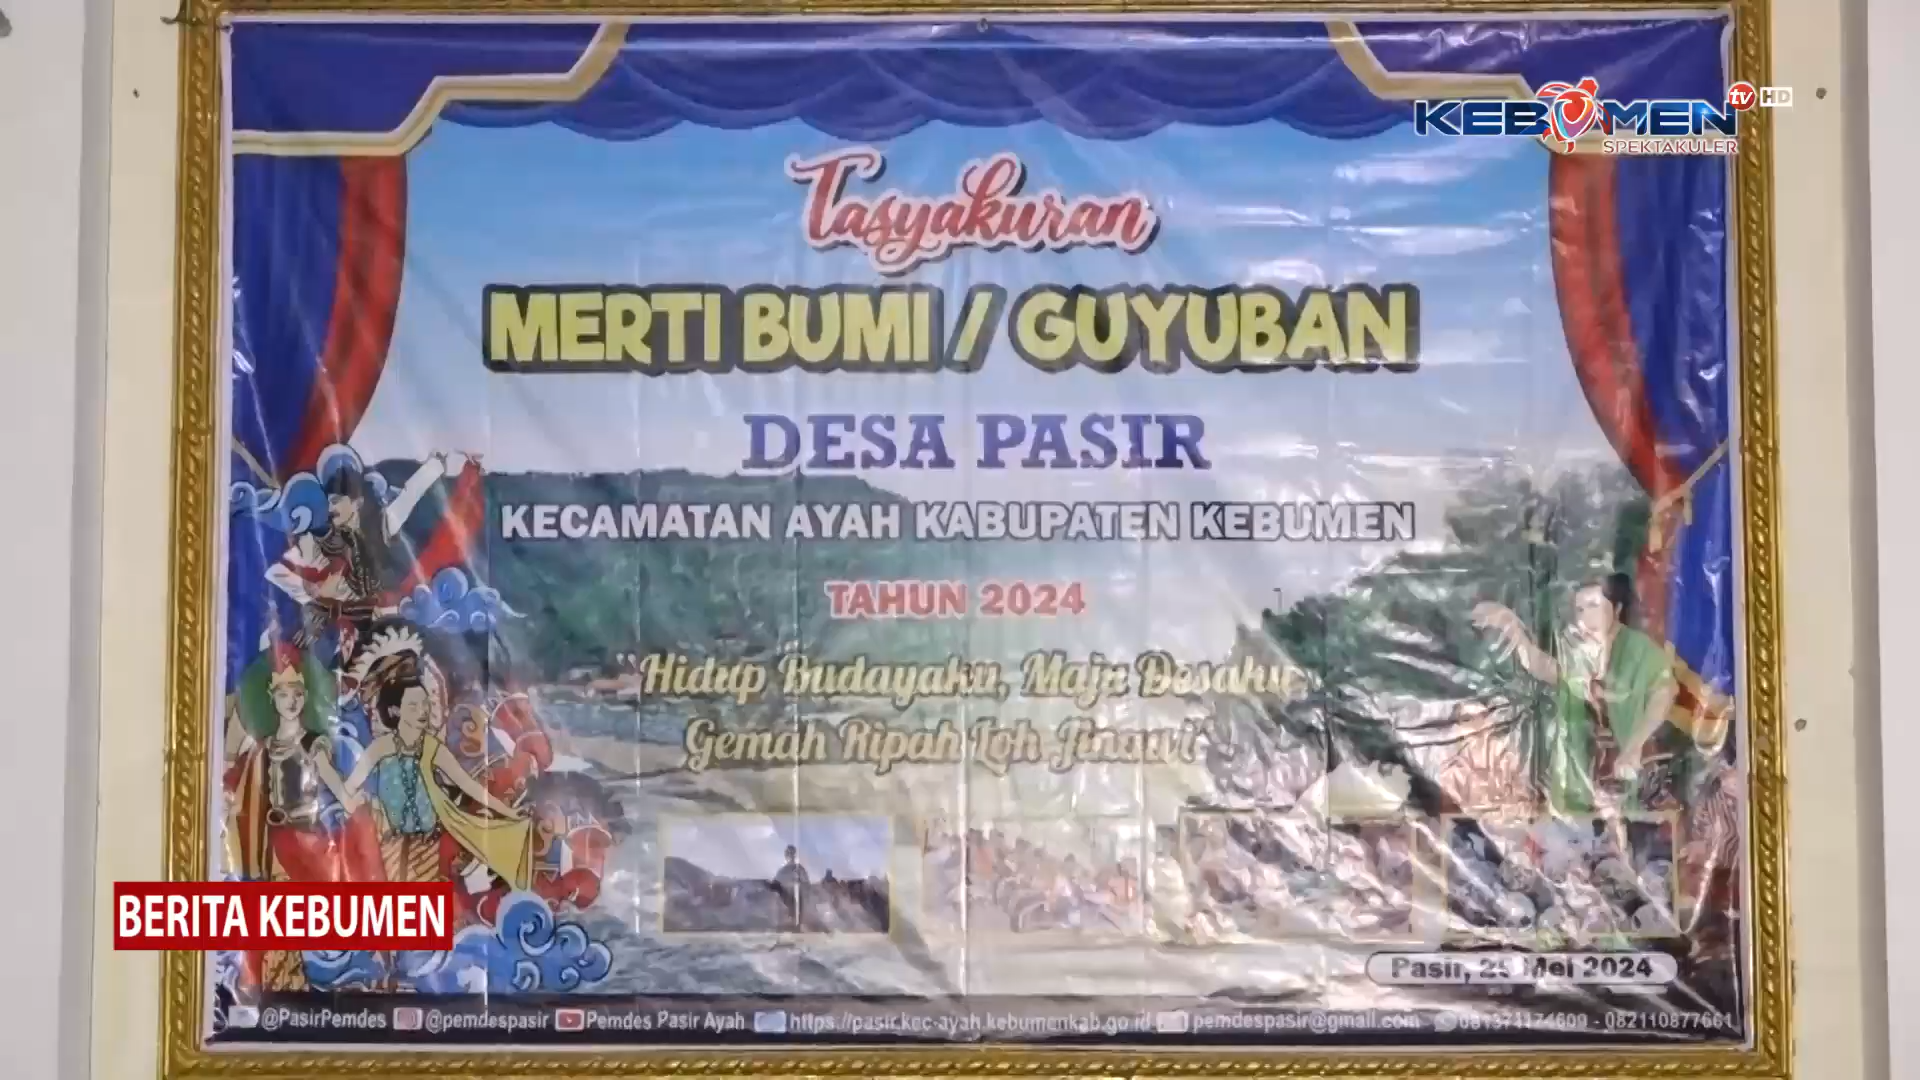 KEBUMEN tv HD
SPEKTAKULER
Tasyakuran
MERTI BUMI / GUYUBAN
DESA PASIR
KECAMATAN AYAH KABUPATEN KEBUMEN
TAHUN 2024
"Hidup Budayaku, Maju Desaku
Gemah Ripah Loh Jinawi"
BERITA KEBUMEN
Pasir, Mei 2024
@PasirPemdes @pemdespasir Pemdes Pasir Ayah https://pasir.kec-ayah.kebumenkab.go.id pemdespasir@gmail.com - 082110877661